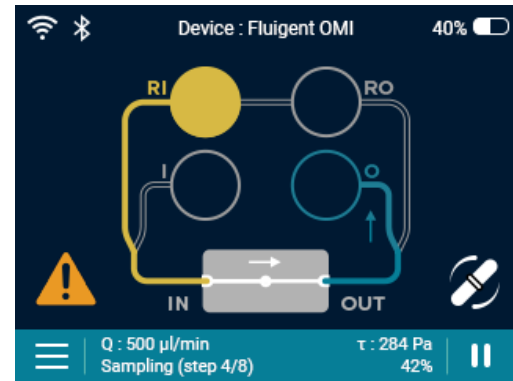 Device : Fluigent OMI
40%
RI
RO
I
O
IN
OUT
Q : 500 µl/min
τ : 284 Pa
Sampling (step 4/8)
42%